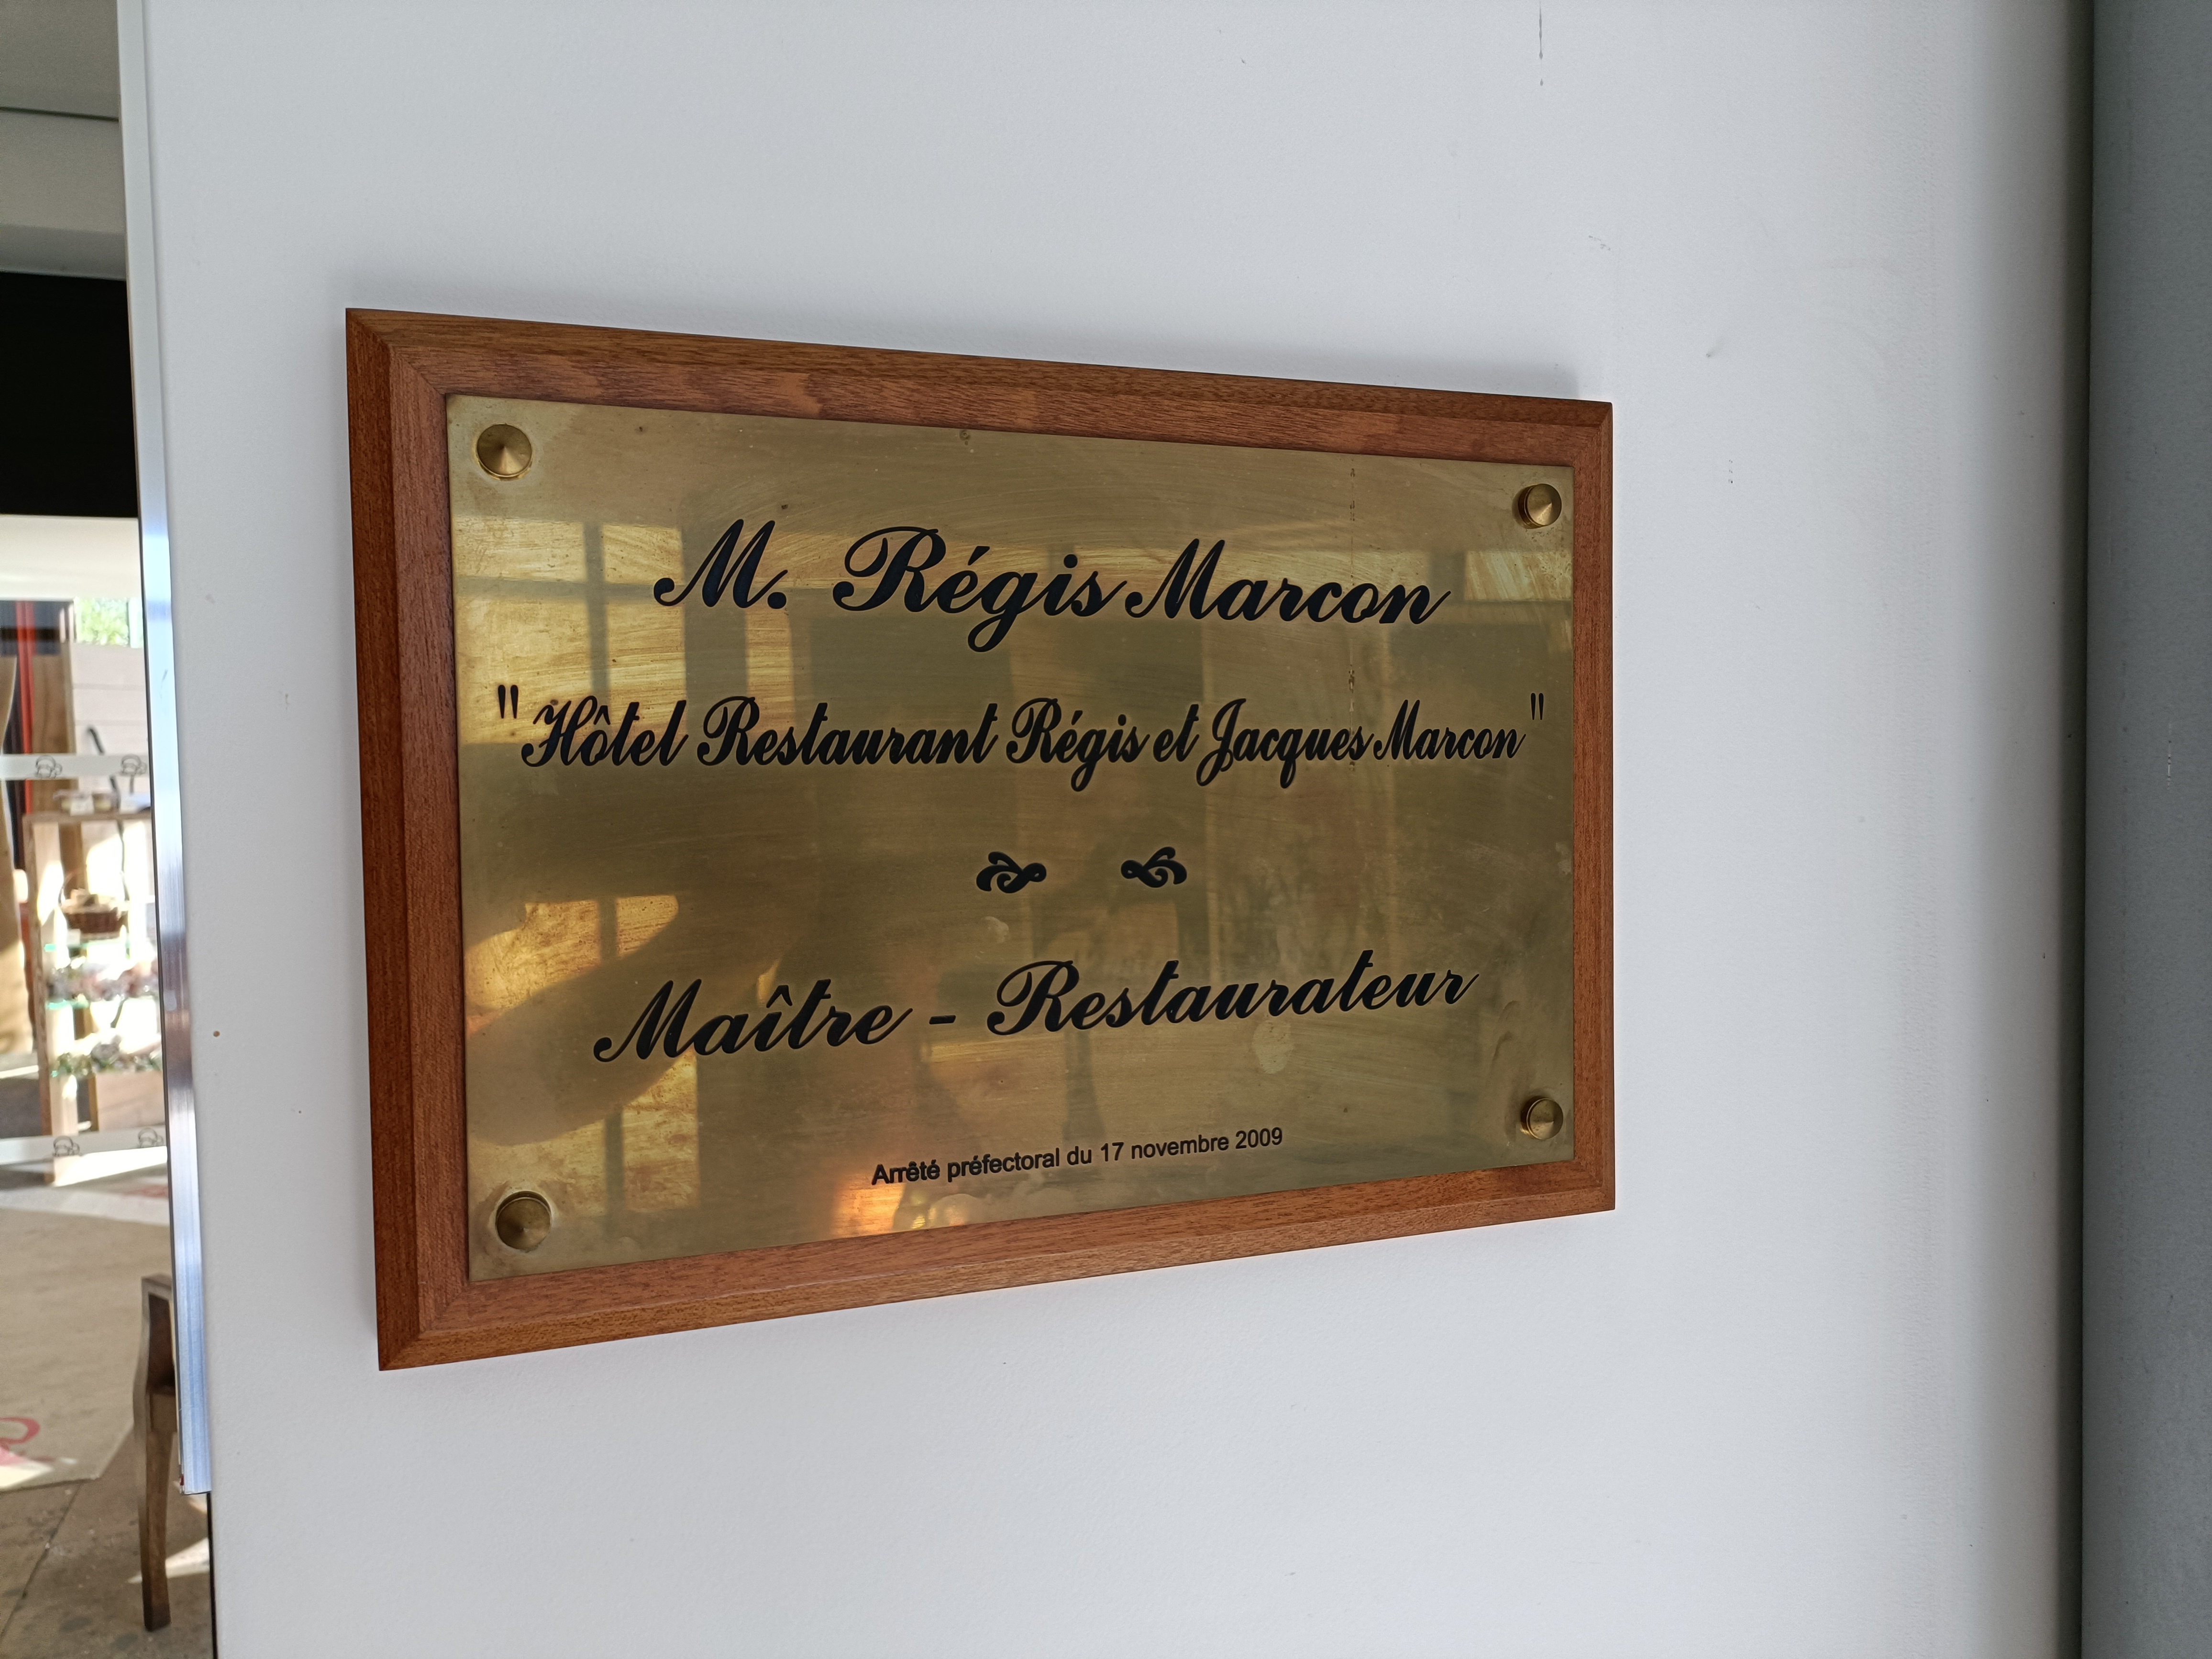 M. Régis Marcon
"Hôtel Restaurant Régis et Jacques Marcon"
Maître - Restaurateur
Arrêté préfectoral du 17 novembre 2009